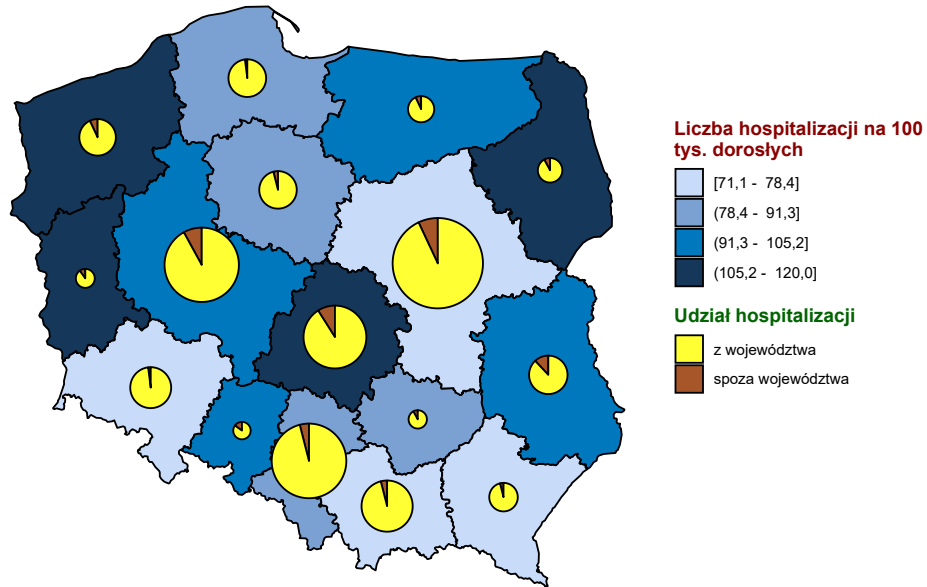 Liczba hospitalizacji na 100
tys. dorosłych
[71,1 - 78,4]
(78,4 - 91,3]
(91,3 - 105,2]
(105,2 - 120,0]
Udział hospitalizacji
z województwa
spoza województwa